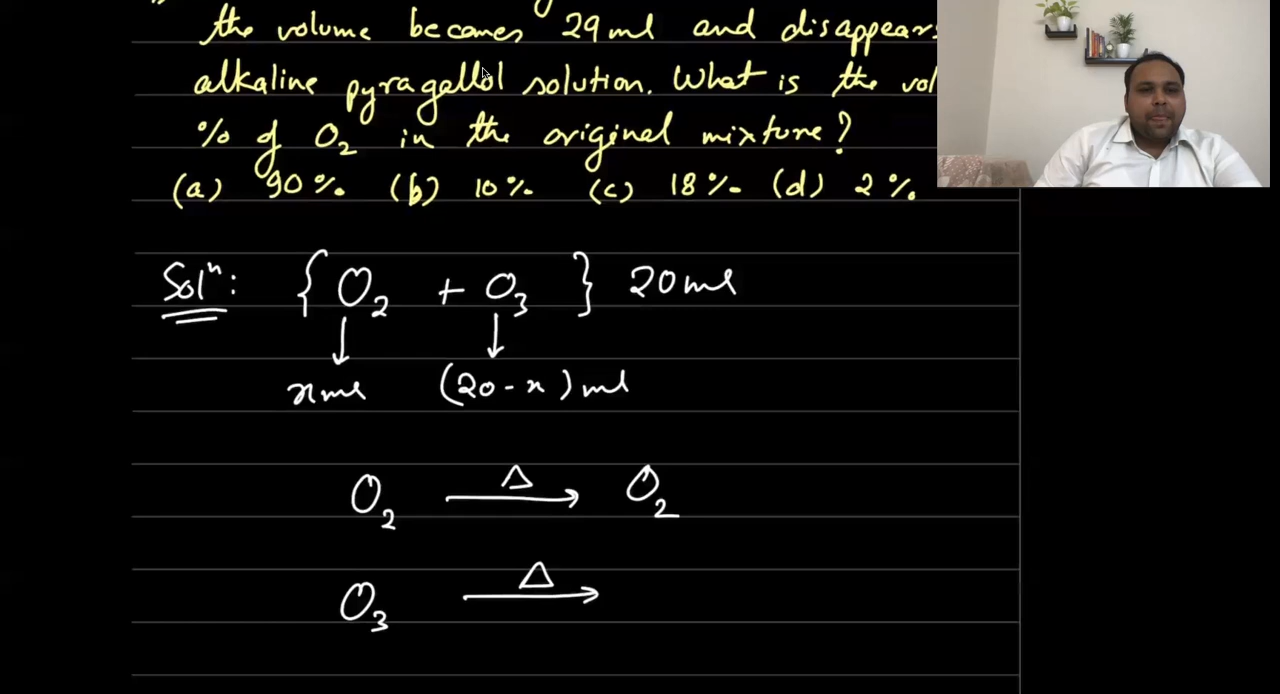 the volume becomes 29 ml and disappears
alkaline pyragallol solution. What is the vol
% of O₂ in the original mixture?
(a) 90% (b) 10% (c) 18% (d) 2%
Solⁿ: { O₂ + O₃ } 20 ml
↓ ↓
x ml (20 - x) ml
O₂ —Δ→ O₂
O₃ —Δ→